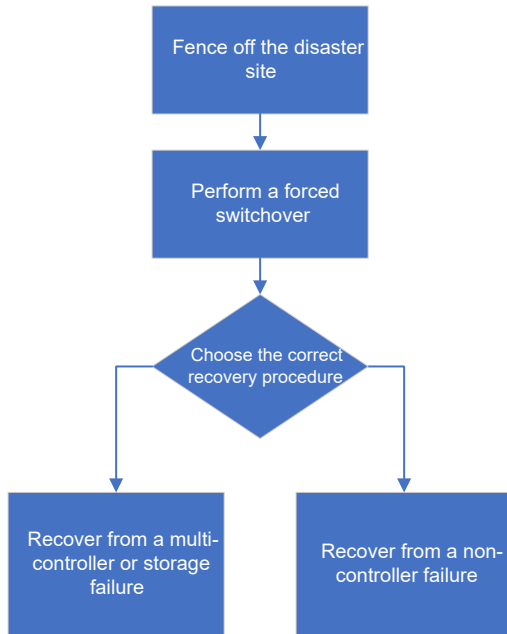 Fence off the disaster
site
Perform a forced
switchover
Choose the correct
recovery procedure
Recover from a multi-
controller or storage
failure
Recover from a non-
controller failure